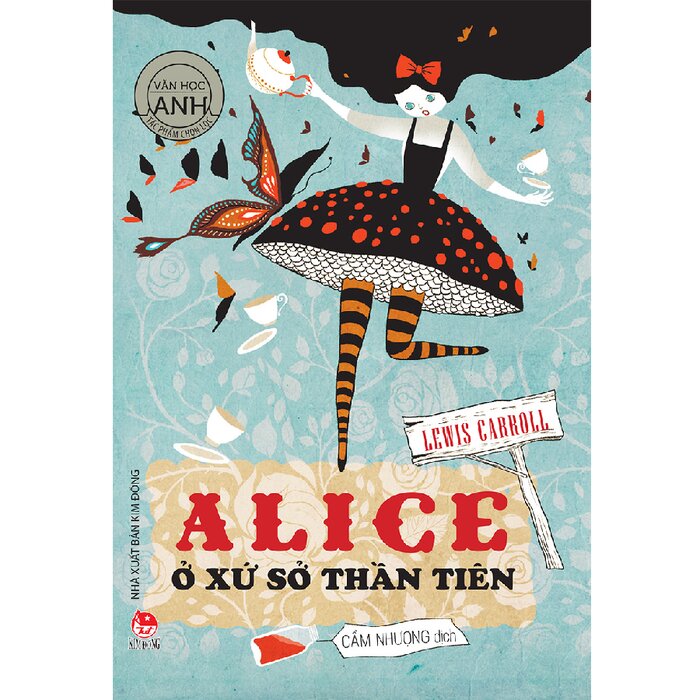 VĂN HỌC
ANH
TÁC PHẨM CHỌN LỌC
LEWIS CARROLL
ALICE
Ở XỨ SỞ THẦN TIÊN
CẨM NHƯỢNG dịch
NHÀ XUẤT BẢN KIM ĐỒNG
KIM ĐỒNG